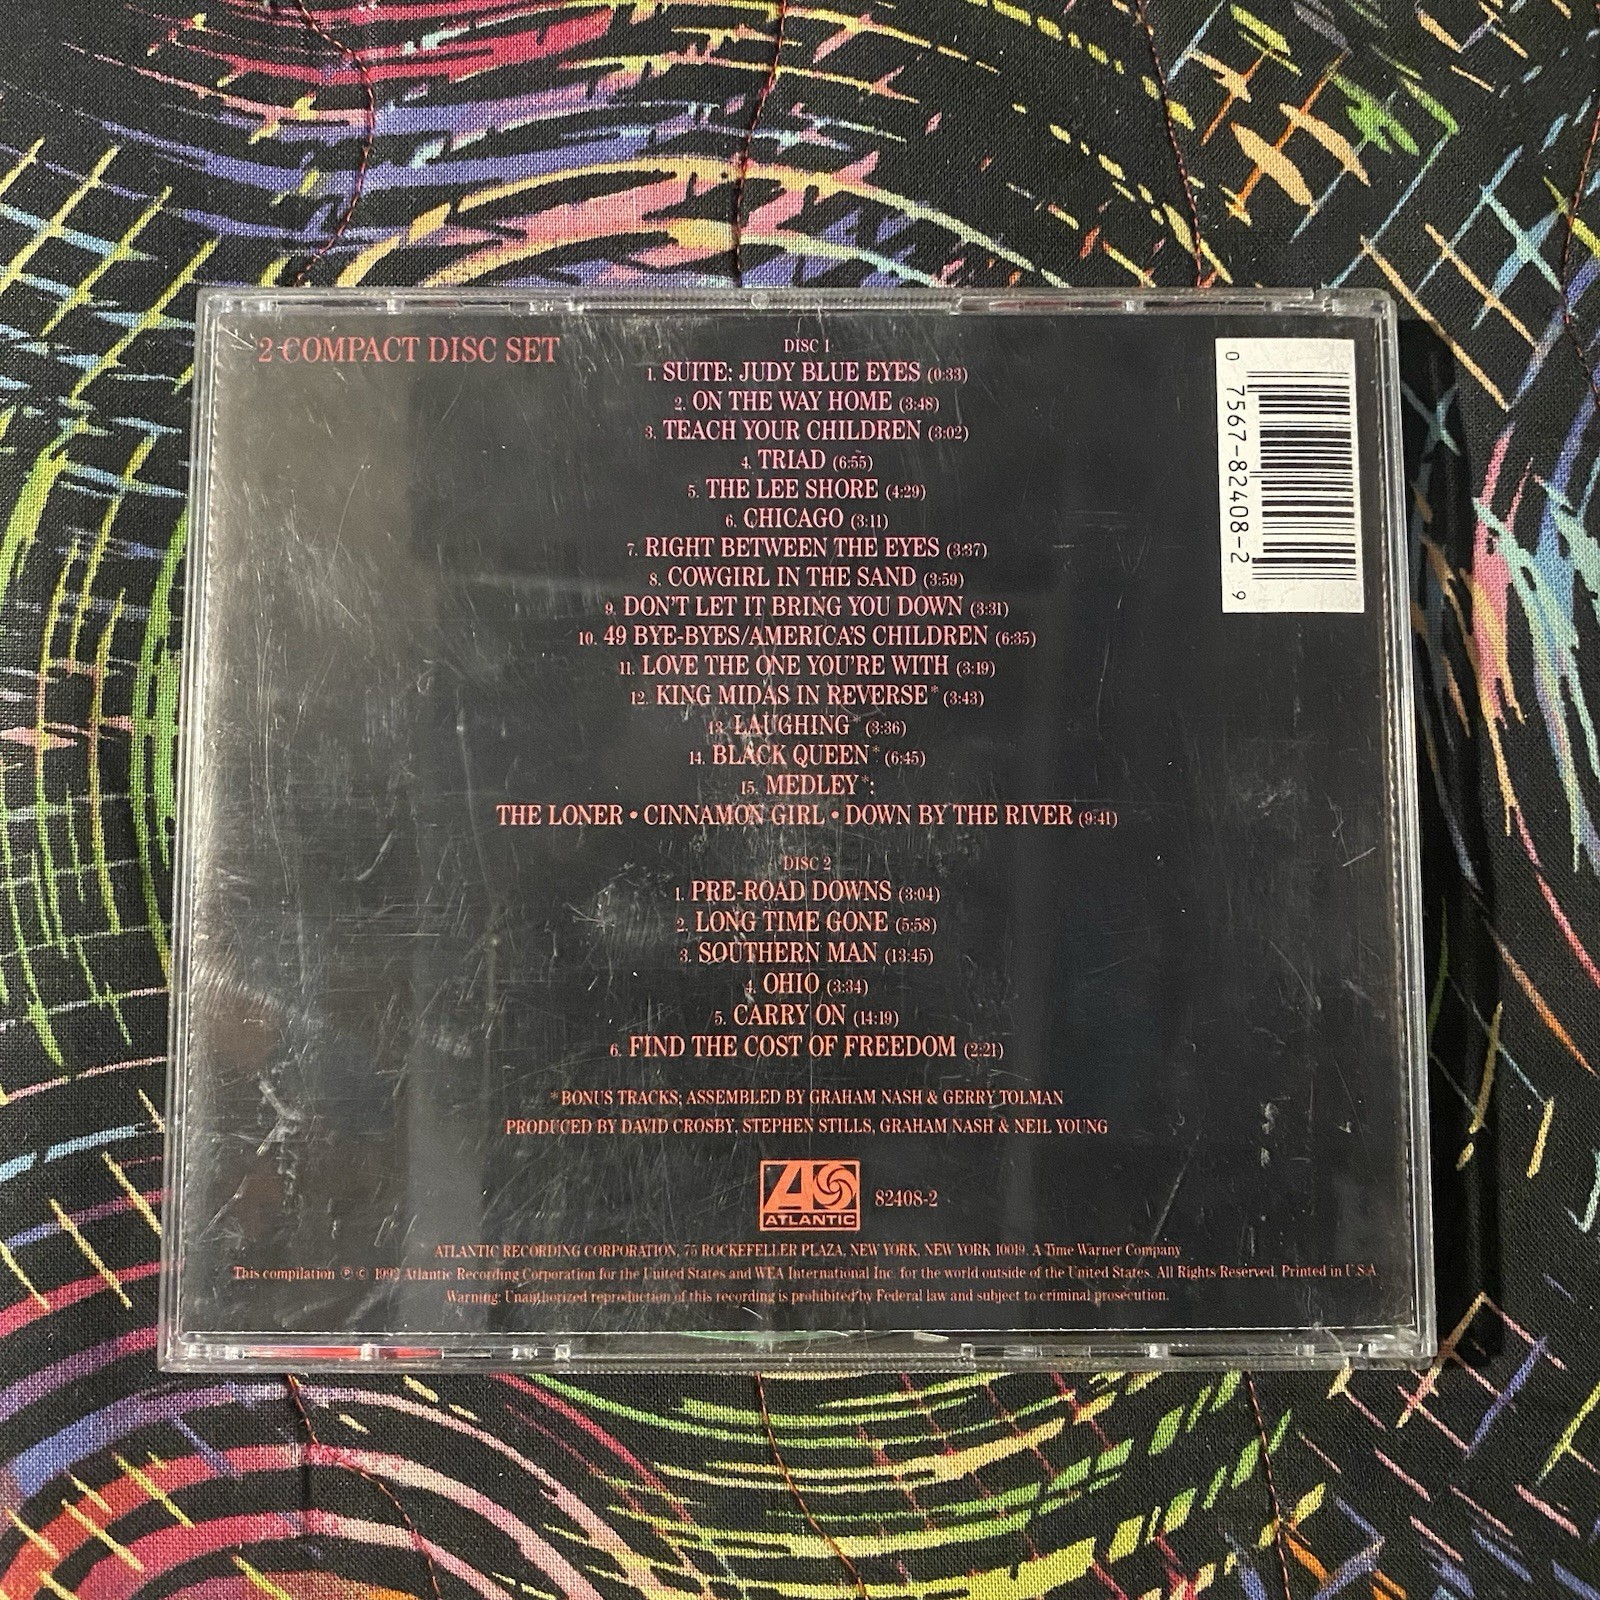 2 COMPACT DISC SET
DISC 1
1. SUITE: JUDY BLUE EYES (0:33)
2. ON THE WAY HOME (3:48)
3. TEACH YOUR CHILDREN (3:02)
4. TRIAD (6:55)
5. THE LEE SHORE (4:29)
6. CHICAGO (3:11)
7. RIGHT BETWEEN THE EYES (3:37)
8. COWGIRL IN THE SAND (3:59)
9. DON'T LET IT BRING YOU DOWN (3:31)
10. 49 BYE-BYES/AMERICA'S CHILDREN (6:35)
11. LOVE THE ONE YOU'RE WITH (3:19)
12. KING MIDAS IN REVERSE* (3:43)
13. LAUGHING* (3:36)
14. BLACK QUEEN* (6:45)
15. MEDLEY*:
THE LONER • CINNAMON GIRL • DOWN BY THE RIVER (9:41)
DISC 2
1. PRE-ROAD DOWNS (3:04)
2. LONG TIME GONE (5:58)
3. SOUTHERN MAN (13:45)
4. OHIO (3:34)
5. CARRY ON (14:19)
6. FIND THE COST OF FREEDOM (2:21)
*BONUS TRACKS; ASSEMBLED BY GRAHAM NASH & GERRY TOLMAN
PRODUCED BY DAVID CROSBY, STEPHEN STILLS, GRAHAM NASH & NEIL YOUNG
ATLANTIC 82408-2
ATLANTIC RECORDING CORPORATION, 75 ROCKEFELLER PLAZA, NEW YORK, NEW YORK 10019. A Time Warner Company
This compilation ℗ © 1992 Atlantic Recording Corporation for the United States and WEA International Inc. for the world outside of the United States. All Rights Reserved. Printed in U.S.A.
Warning: Unauthorized reproduction of this recording is prohibited by Federal law and subject to criminal prosecution.
0 7567-82408-2 9